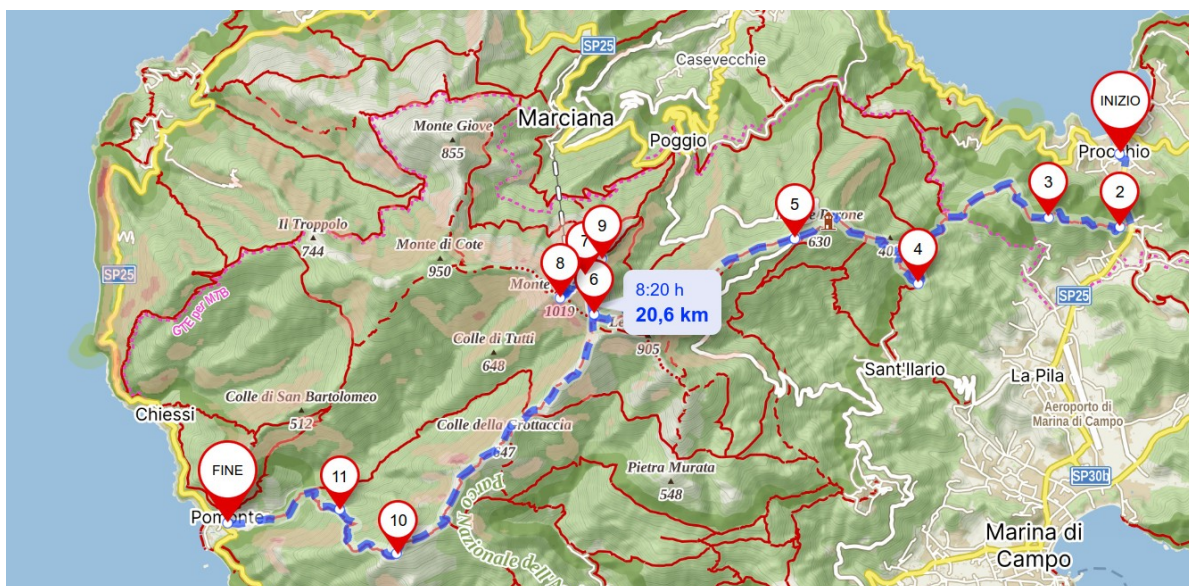 SP25
Casevecchie
Marciana
INIZIO
Poggio
Monte Giove
855
Procchio
3
2
5
9
7
630
Il Troppolo
744
Monte di Cote
950
8
6
4
SP25
Monte
1019
8:20 h
20,6 km
SP25
GTE per M7B
905
Colle di Tutti
648
Sant'Ilario
La Pila
Colle di San Bartolomeo
512
Chiessi
Colle della Grottaccia
647
Aeroporto di
Marina di Campo
FINE
11
Pietra Murata
548
SP30b
Pomonte
10
Parco Nazionale dell'
Marina di
Campo